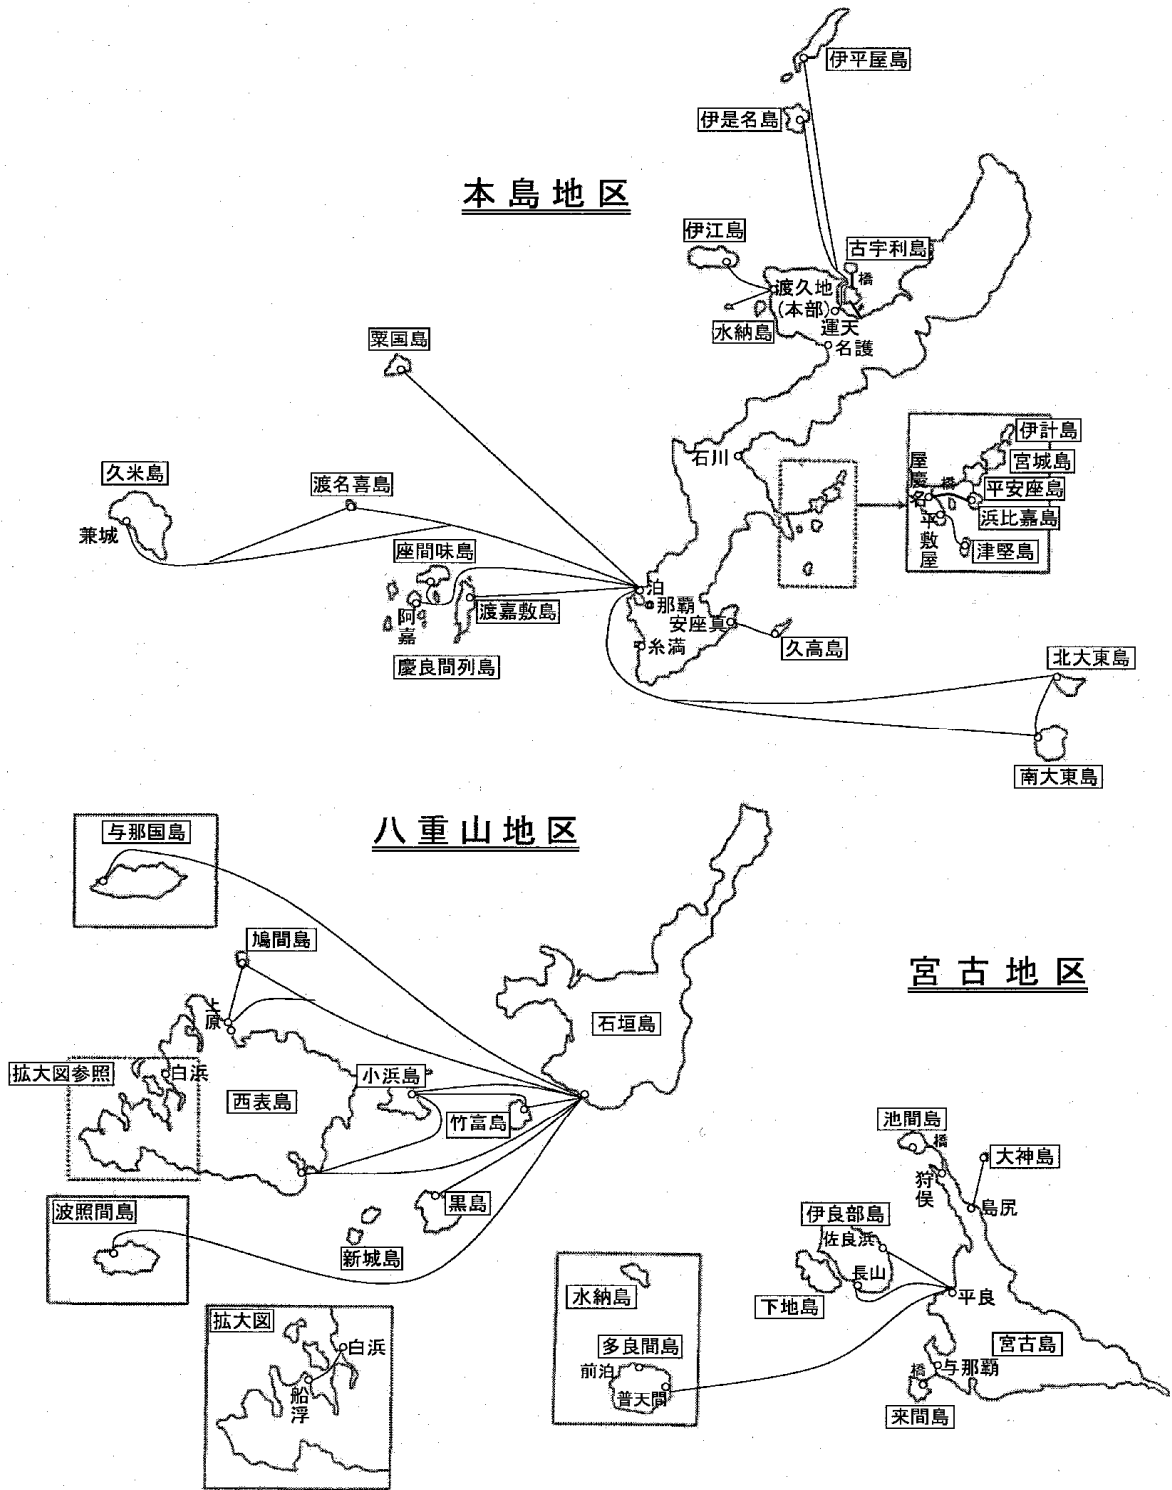 伊平屋島
伊是名島
本島地区
伊江島
古宇利島
橋
渡久地
(本部)
運天
水納島
名護
粟国島
石川
伊計島
宮城島
屋慶名
橋
平安座島
浜比嘉島
平敷屋
津堅島
久米島
兼城
渡名喜島
座間味島
阿嘉
渡嘉敷島
慶良間列島
泊
那覇
安座真
糸満
久高島
北大東島
南大東島
八重山地区
与那国島
鳩間島
上原
石垣島
拡大図参照
白浜
西表島
小浜島
竹富島
波照間島
黒島
新城島
拡大図
白浜
船浮
宮古地区
池間島
橋
狩俣
大神島
島尻
伊良部島
佐良浜
長山
下地島
平良
水納島
多良間島
前泊
普天間
宮古島
与那覇
橋
来間島